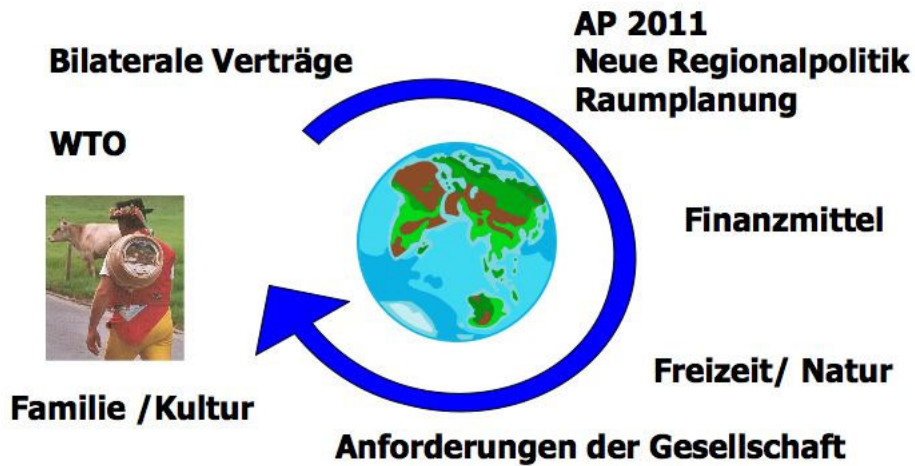 AP 2011
Bilaterale Verträge
Neue Regionalpolitik
Raumplanung
WTO
Finanzmittel
Freizeit/ Natur
Familie /Kultur
Anforderungen der Gesellschaft